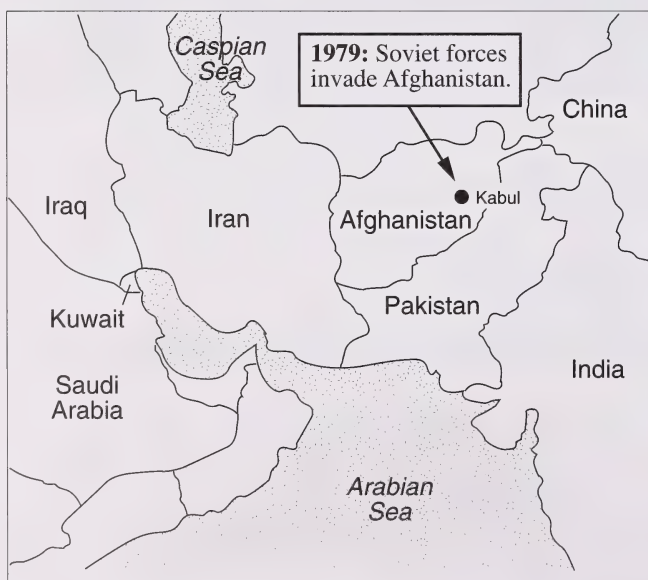 Caspian
Sea
1979: Soviet forces
invade Afghanistan.
China
Iraq
Iran
Afghanistan
Kabul
Kuwait
Pakistan
Saudi
Arabia
India
Arabian
Sea